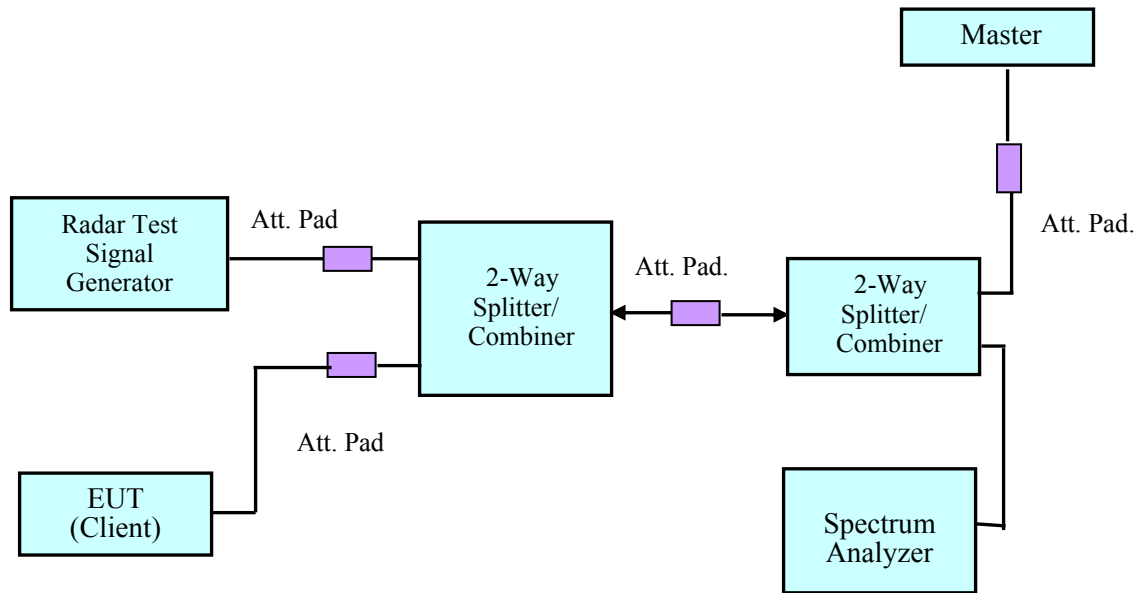 Master
Radar Test
Signal
Generator
Att. Pad
Att. Pad.
2-Way
Splitter/
Combiner
Att. Pad.
2-Way
Splitter/
Combiner
Att. Pad
EUT
(Client)
Spectrum
Analyzer